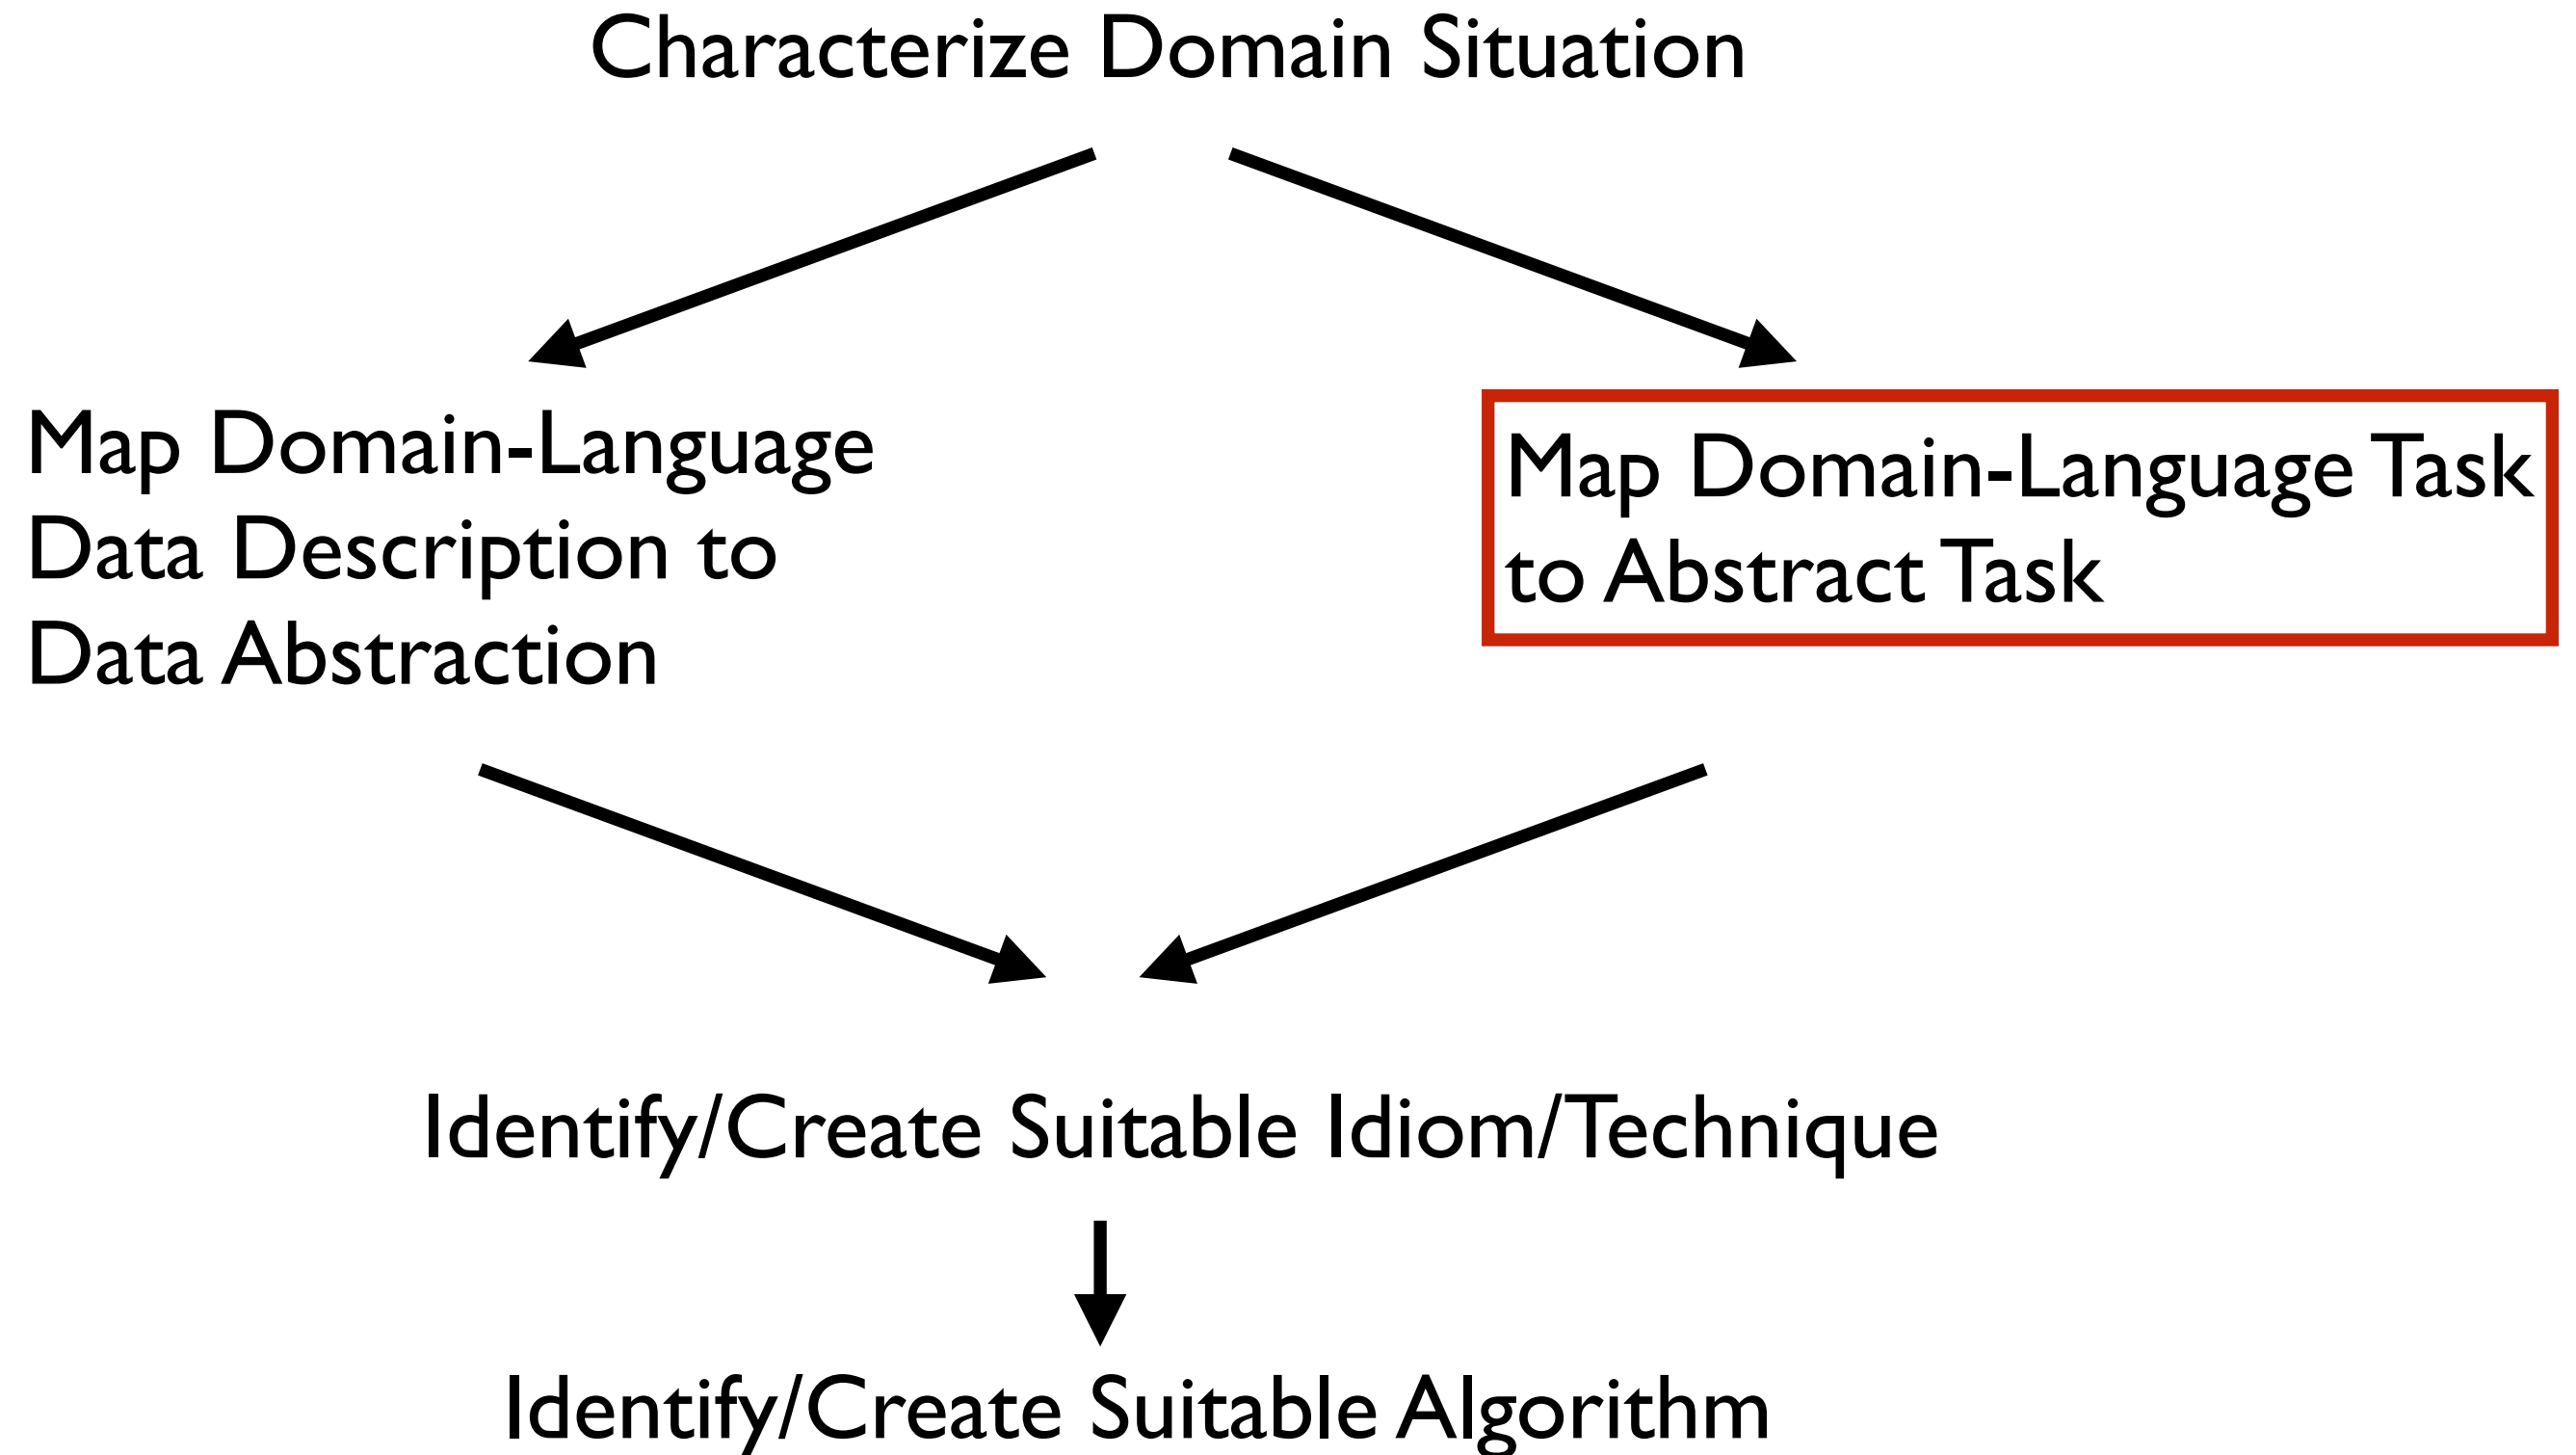 Characterize Domain Situation
Map Domain-Language
Data Description to
Data Abstraction
Map Domain-Language Task
to Abstract Task
Identify/Create Suitable Idiom/Technique
Identify/Create Suitable Algorithm